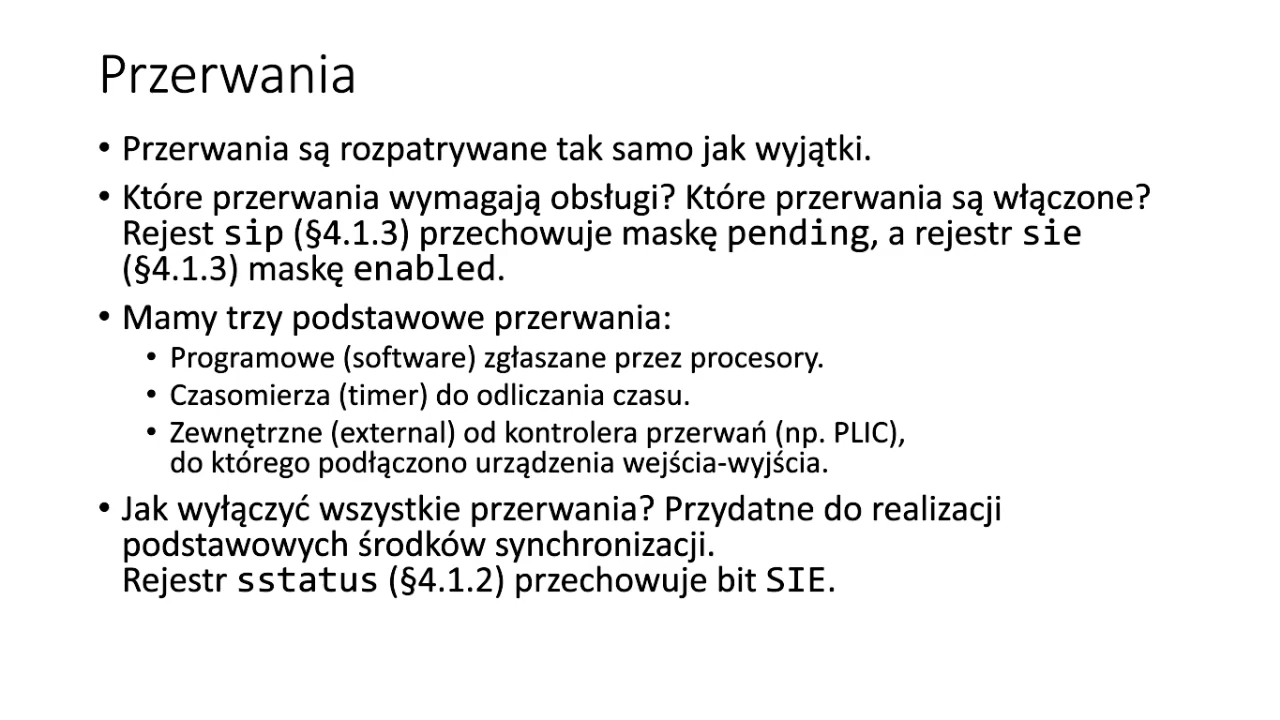 Przerwania
• Przerwania są rozpatrywane tak samo jak wyjątki.
• Które przerwania wymagają obsługi? Które przerwania są włączone?
Rejest sip (§4.1.3) przechowuje maskę pending, a rejestr sie
(§4.1.3) maskę enabled.
• Mamy trzy podstawowe przerwania:
• Programowe (software) zgłaszane przez procesory.
• Czasomierza (timer) do odliczania czasu.
• Zewnętrzne (external) od kontrolera przerwań (np. PLIC),
do którego podłączono urządzenia wejścia-wyjścia.
• Jak wyłączyć wszystkie przerwania? Przydatne do realizacji
podstawowych środków synchronizacji.
Rejestr sstatus (§4.1.2) przechowuje bit SIE.